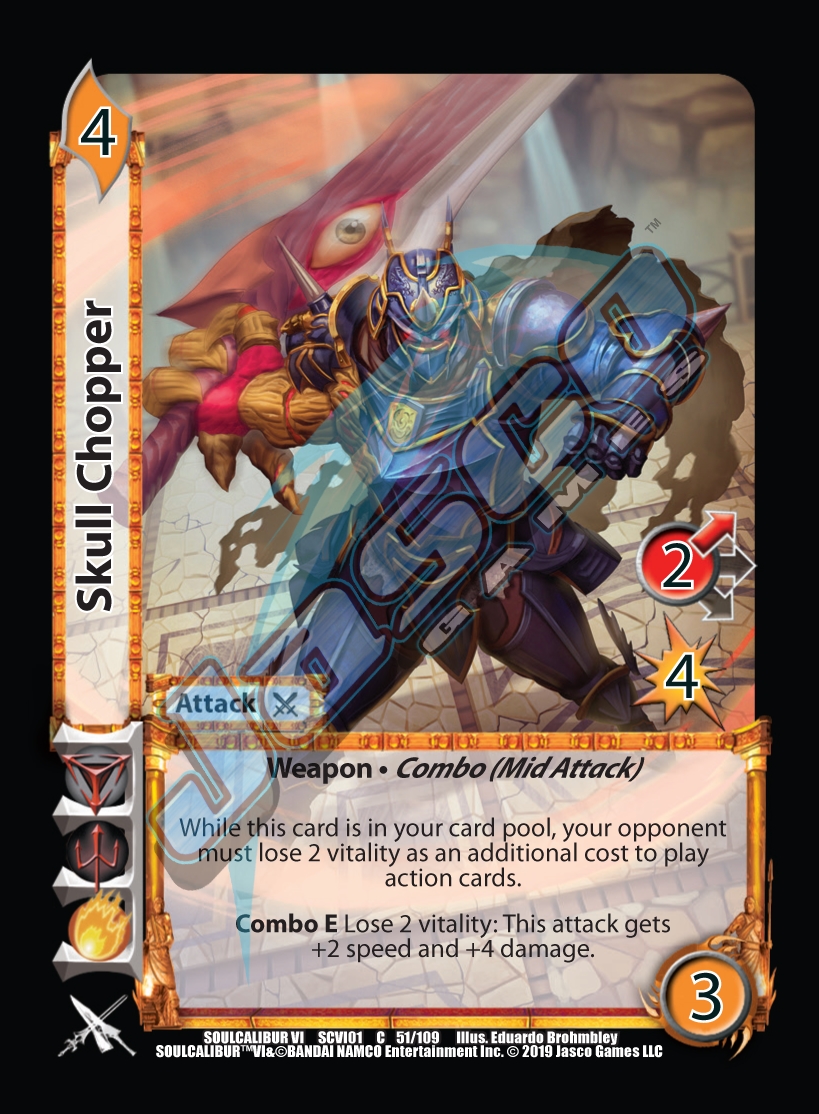 4
Skull Chopper
TM
JASCO
GAMES
2
4
Attack
Weapon • Combo (Mid Attack)
While this card is in your card pool, your opponent
must lose 2 vitality as an additional cost to play
action cards.
Combo E Lose 2 vitality: This attack gets
+2 speed and +4 damage.
3
SOULCALIBUR VI SCVI01 C 51/109 Illus. Eduardo Brohmbley
SOULCALIBUR™VI&©BANDAI NAMCO Entertainment Inc. © 2019 Jasco Games LLC